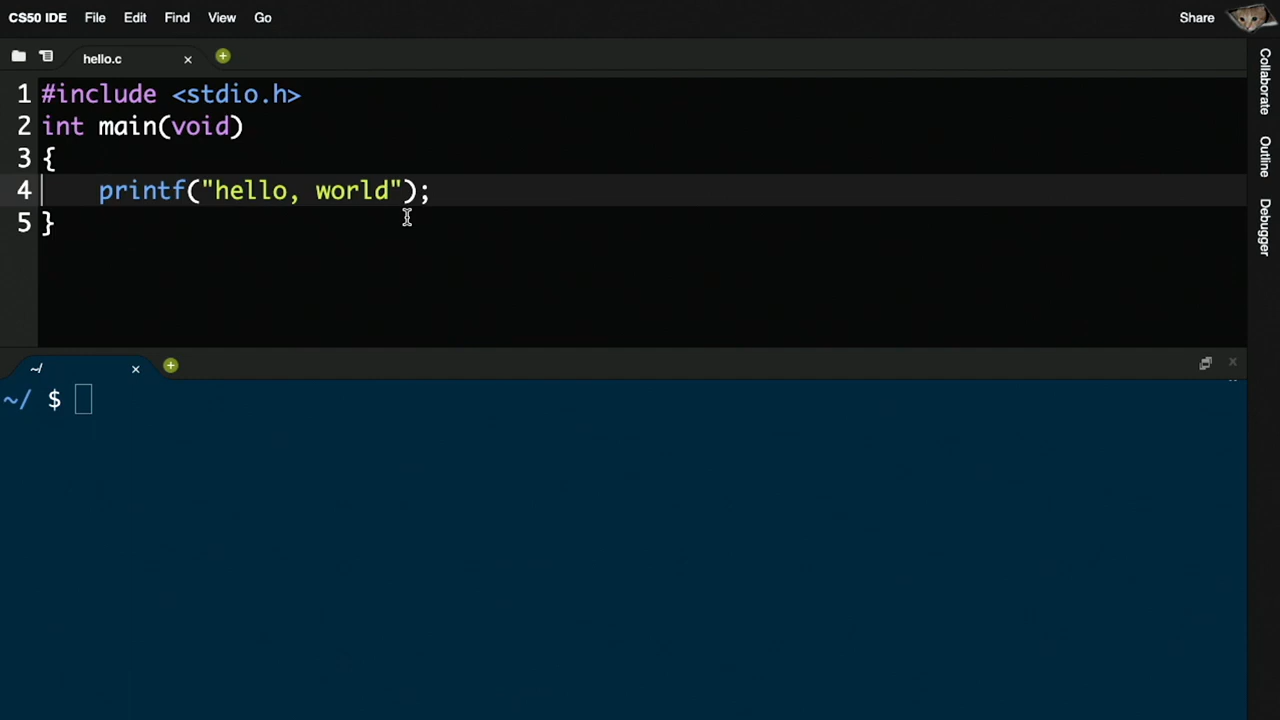 CS50 IDE File Edit Find View Go Share
hello.c
1 #include <stdio.h>
2 int main(void)
3 {
4     printf("hello, world");
5 }
Collaborate
Outline
Debugger
~/
~/ $